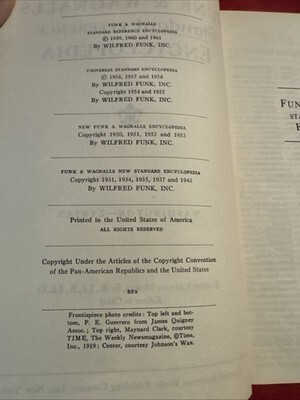 FUNK & WAGNALLS
STANDARD REFERENCE ENCYCLOPEDIA
© 1959, 1960 and 1961
By WILFRED FUNK, INC.
UNIVERSAL STANDARD ENCYCLOPEDIA
© 1956, 1957 and 1958
Copyright 1954 and 1955
By WILFRED FUNK, INC.
NEW FUNK & WAGNALLS ENCYCLOPEDIA
Copyright 1950, 1951, 1952 and 1953
By WILFRED FUNK, INC.
FUNK & WAGNALLS NEW STANDARD ENCYCLOPEDIA
Copyright 1931, 1934, 1935, 1937 and 1942
By WILFRED FUNK, INC.
Printed in the United States of America
ALL RIGHTS RESERVED
Copyright Under the Articles of the Copyright Convention
of the Pan-American Republics and the United States
RPA
Frontispiece photo credits: Top left and bot-
tom, P. E. Guerrero from James Quigney
Assoc.; Top right, Maynard Clark, courtesy
TIME, The Weekly Newsmagazine, ©Time,
Inc., 1959; Center, courtesy Johnson's Wax.
FUN
STA